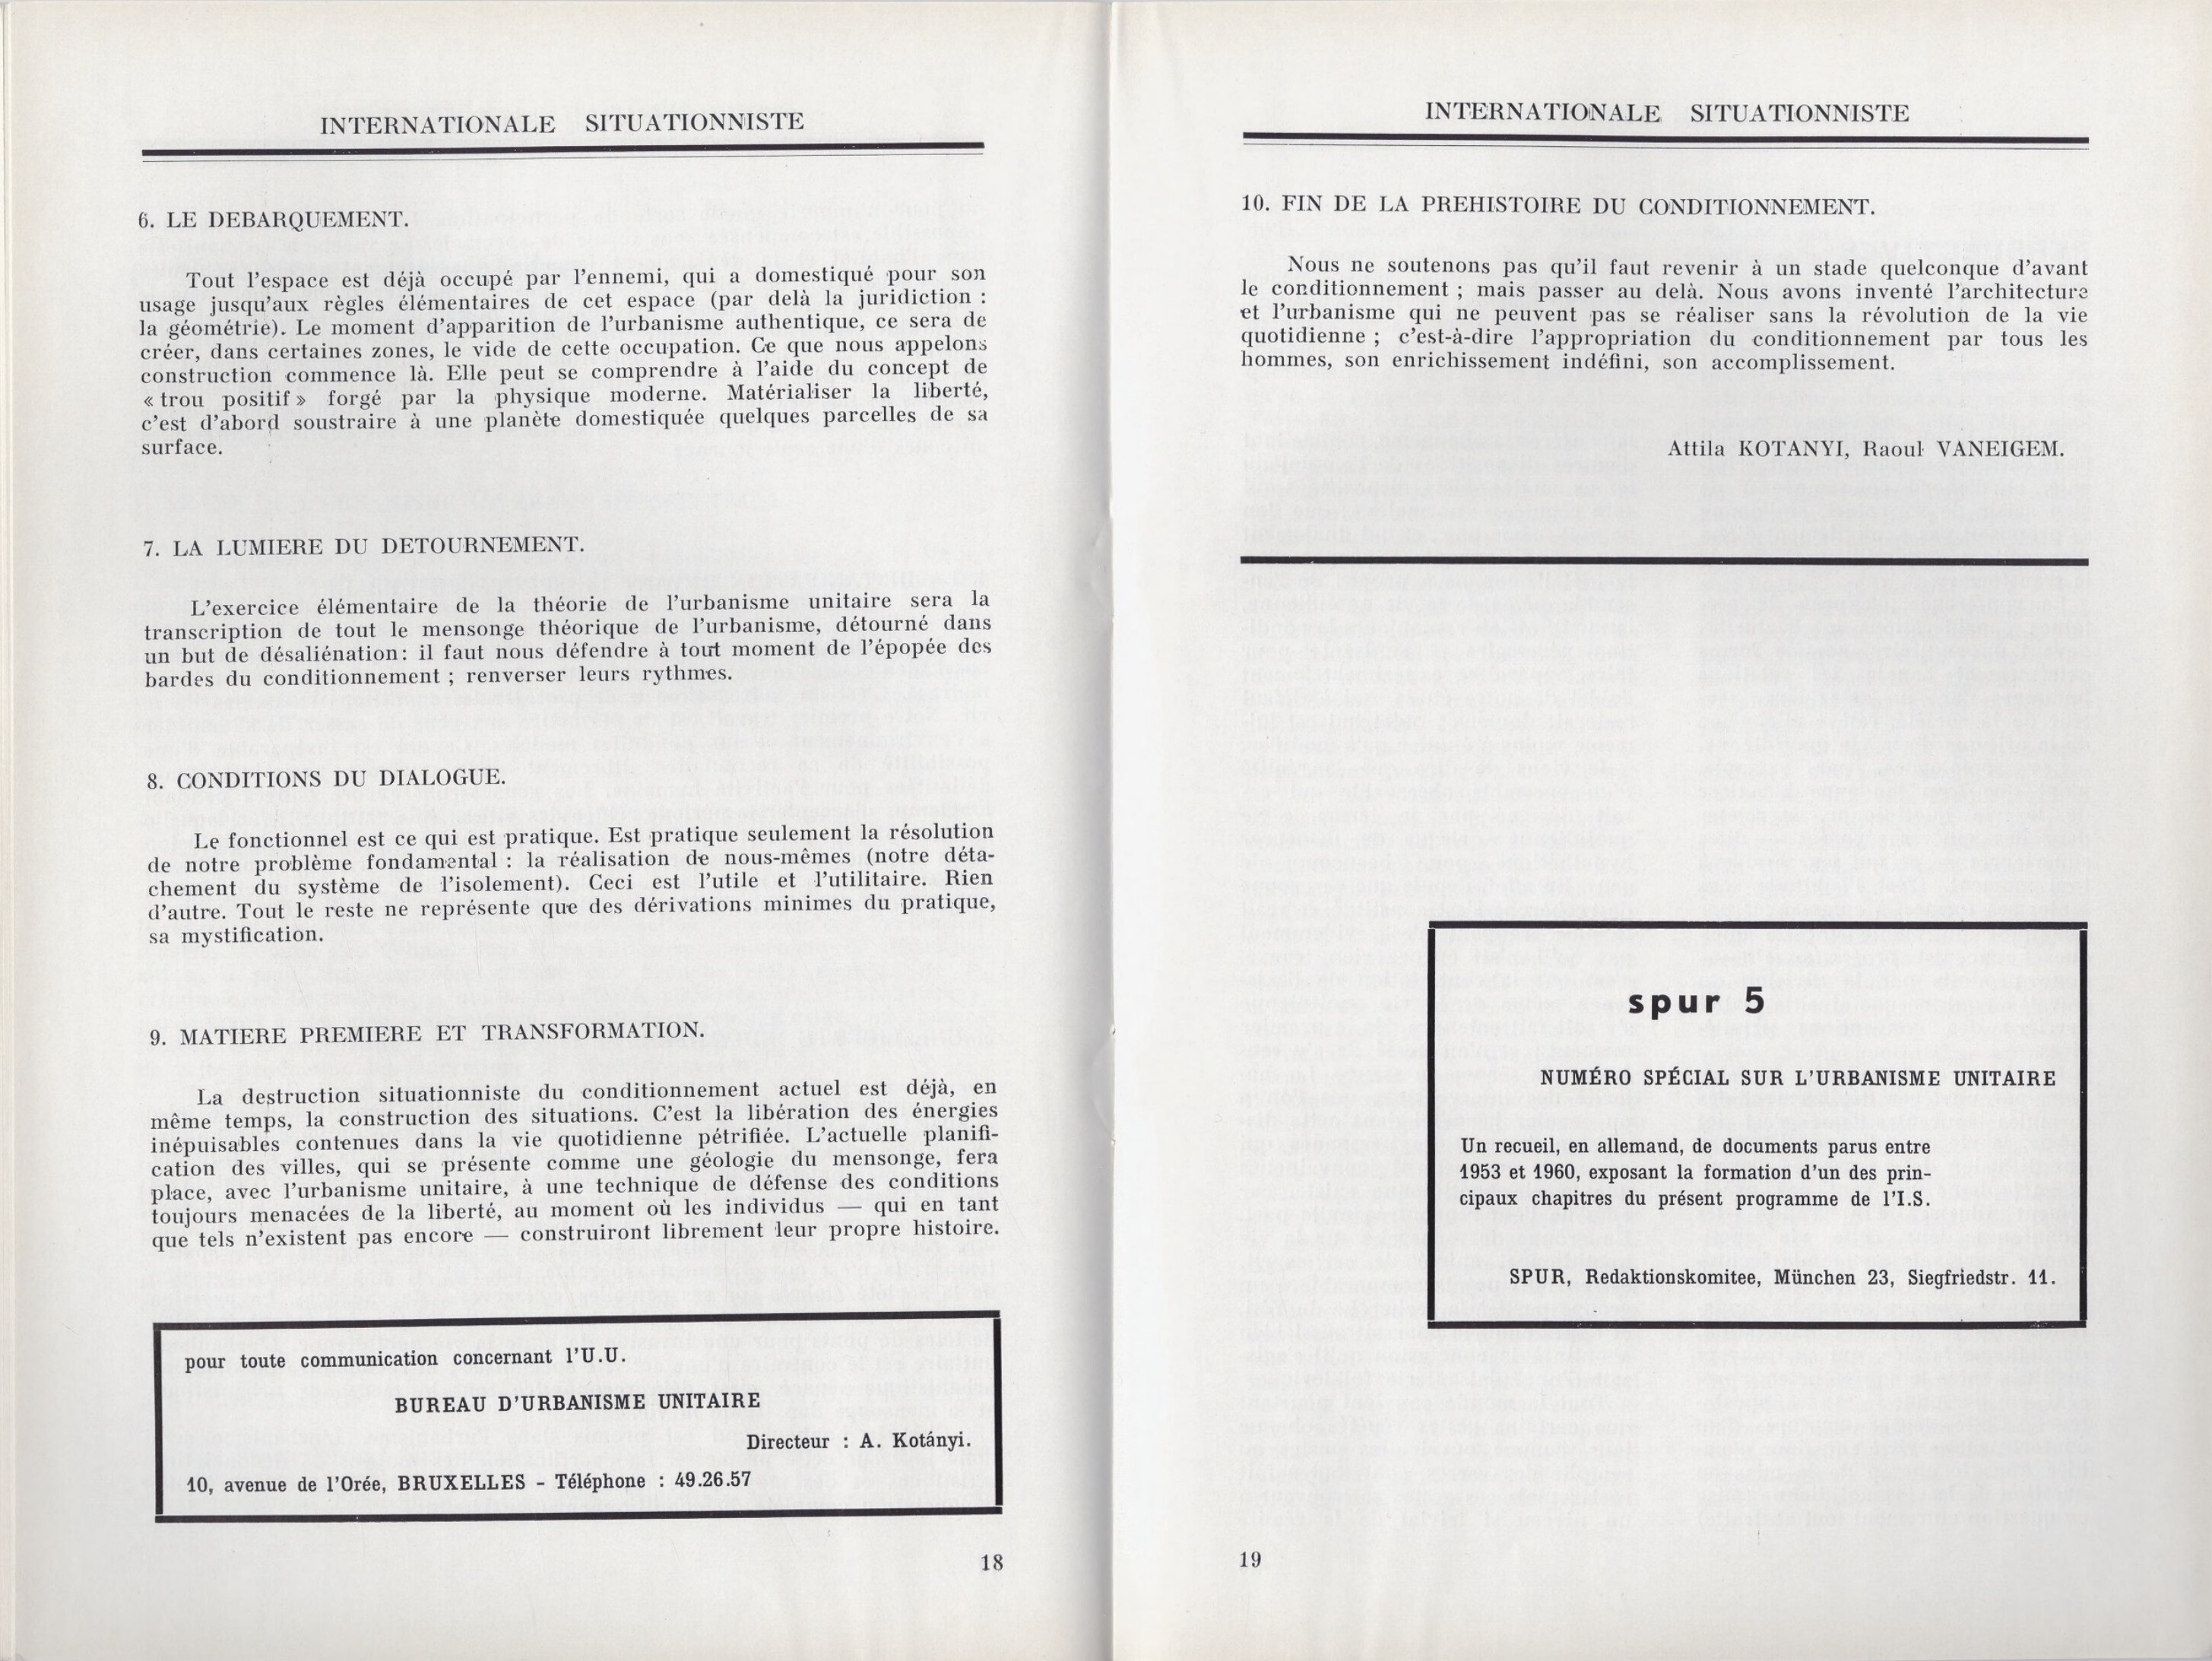 INTERNATIONALE SITUATIONNISTE
6. LE DEBARQUEMENT.
Tout l'espace est déjà occupé par l'ennemi, qui a domestiqué pour son
usage jusqu'aux règles élémentaires de cet espace (par delà la juridiction :
la géométrie). Le moment d'apparition de l'urbanisme authentique, ce sera de
créer, dans certaines zones, le vide de cette occupation. Ce que nous appelons
construction commence là. Elle peut se comprendre à l'aide du concept de
« trou positif » forgé par la physique moderne. Matérialiser la liberté,
c'est d'abord soustraire à une planète domestiquée quelques parcelles de sa
surface.
7. LA LUMIERE DU DETOURNEMENT.
L'exercice élémentaire de la théorie de l'urbanisme unitaire sera la
transcription de tout le mensonge théorique de l'urbanisme, détourné dans
un but de désaliénation: il faut nous défendre à tout moment de l'épopée des
bardes du conditionnement ; renverser leurs rythmes.
8. CONDITIONS DU DIALOGUE.
Le fonctionnel est ce qui est pratique. Est pratique seulement la résolution
de notre problème fondamental : la réalisation de nous-mêmes (notre déta-
chement du système de l'isolement). Ceci est l'utile et l'utilitaire. Rien
d'autre. Tout le reste ne représente que des dérivations minimes du pratique,
sa mystification.
9. MATIERE PREMIERE ET TRANSFORMATION.
La destruction situationniste du conditionnement actuel est déjà, en
même temps, la construction des situations. C'est la libération des énergies
inépuisables contenues dans la vie quotidienne pétrifiée. L'actuelle planifi-
cation des villes, qui se présente comme une géologie du mensonge, fera
place, avec l'urbanisme unitaire, à une technique de défense des conditions
toujours menacées de la liberté, au moment où les individus — qui en tant
que tels n'existent pas encore — construiront librement leur propre histoire.
pour toute communication concernant l'U.U.
BUREAU D'URBANISME UNITAIRE
Directeur : A. Kotányi.
10, avenue de l'Orée, BRUXELLES - Téléphone : 49.26.57
18
INTERNATIONALE SITUATIONNISTE
10. FIN DE LA PREHISTOIRE DU CONDITIONNEMENT.
Nous ne soutenons pas qu'il faut revenir à un stade quelconque d'avant
le conditionnement ; mais passer au delà. Nous avons inventé l'architecture
et l'urbanisme qui ne peuvent pas se réaliser sans la révolution de la vie
quotidienne ; c'est-à-dire l'appropriation du conditionnement par tous les
hommes, son enrichissement indéfini, son accomplissement.
Attila KOTANYI, Raoul VANEIGEM.
spur 5
NUMÉRO SPÉCIAL SUR L'URBANISME UNITAIRE
Un recueil, en allemand, de documents parus entre
1953 et 1960, exposant la formation d'un des prin-
cipaux chapitres du présent programme de l'I.S.
SPUR, Redaktionskomitee, München 23, Siegfriedstr. 11.
19